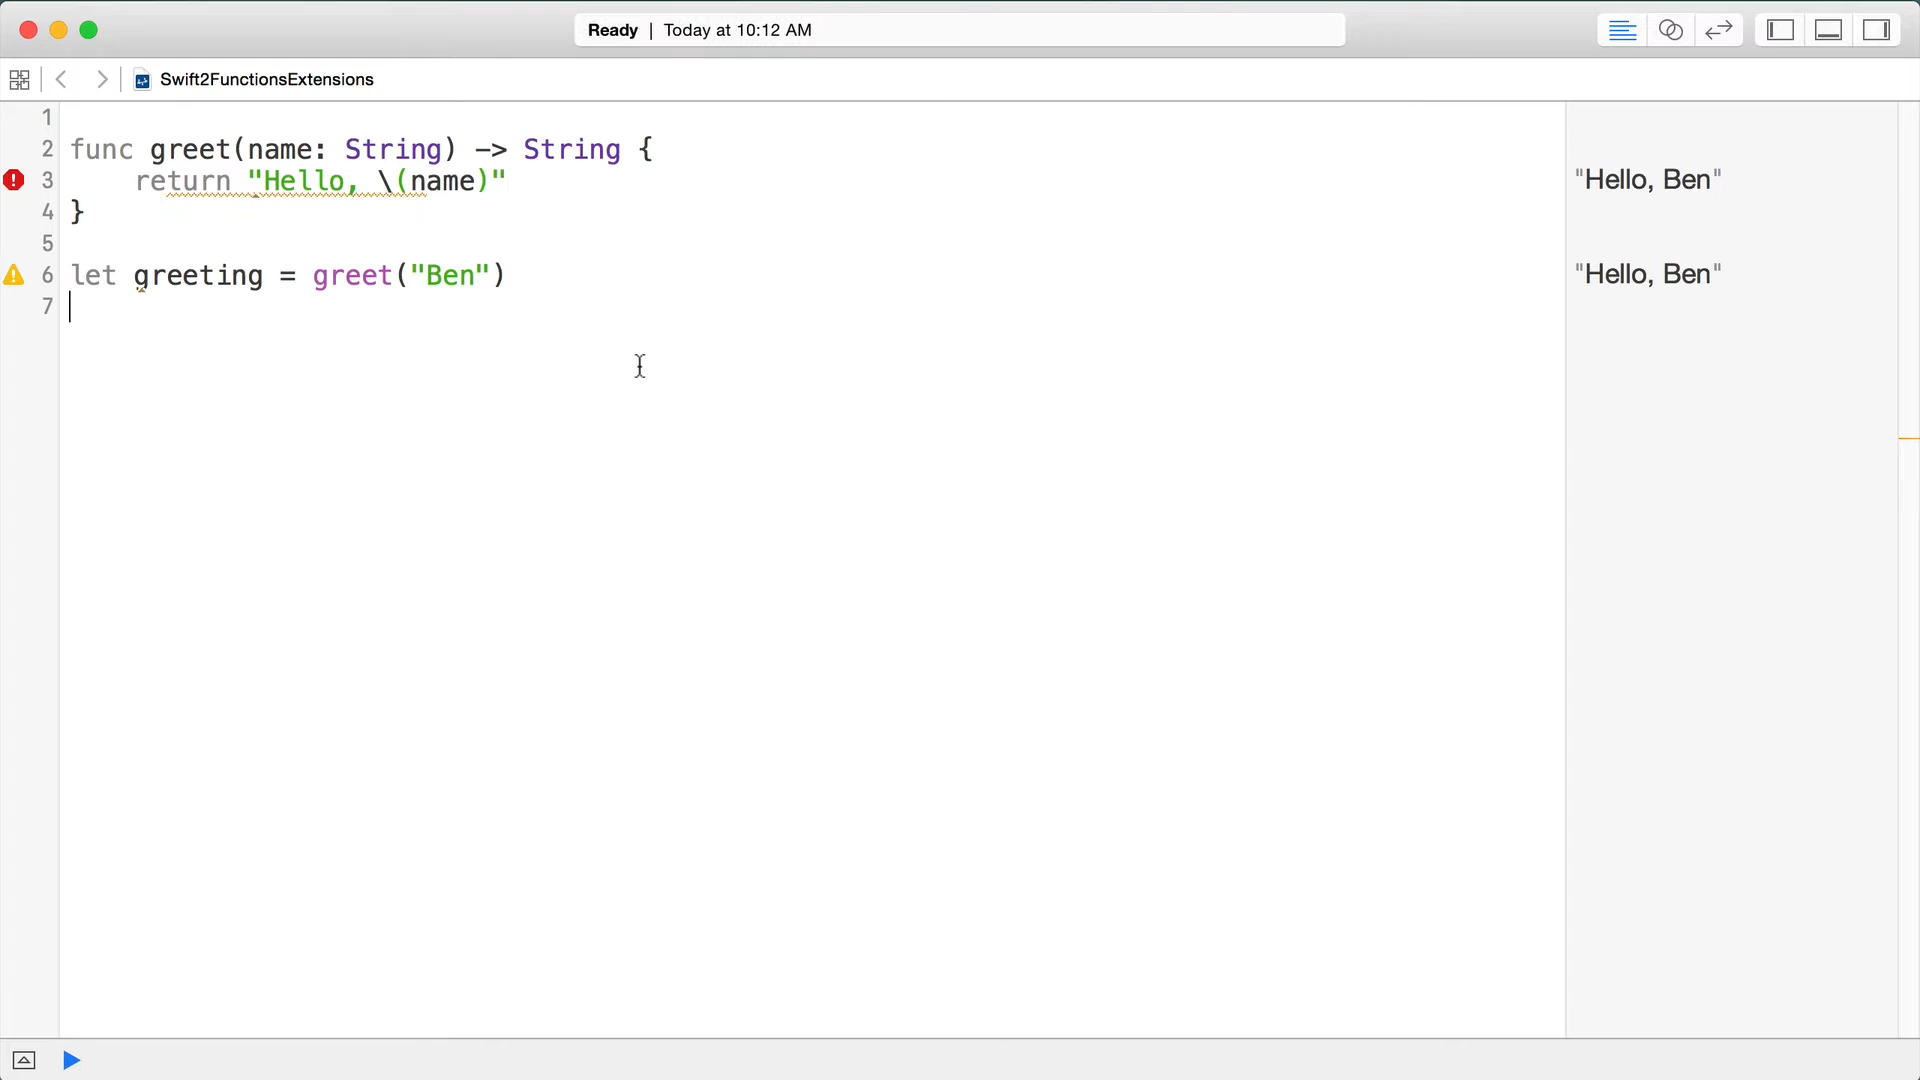 Ready | Today at 10:12 AM
Swift2FunctionsExtensions
1
2 func greet(name: String) -> String {
3 return "Hello, \(name)" "Hello, Ben"
4 }
5
6 let greeting = greet("Ben") "Hello, Ben"
7